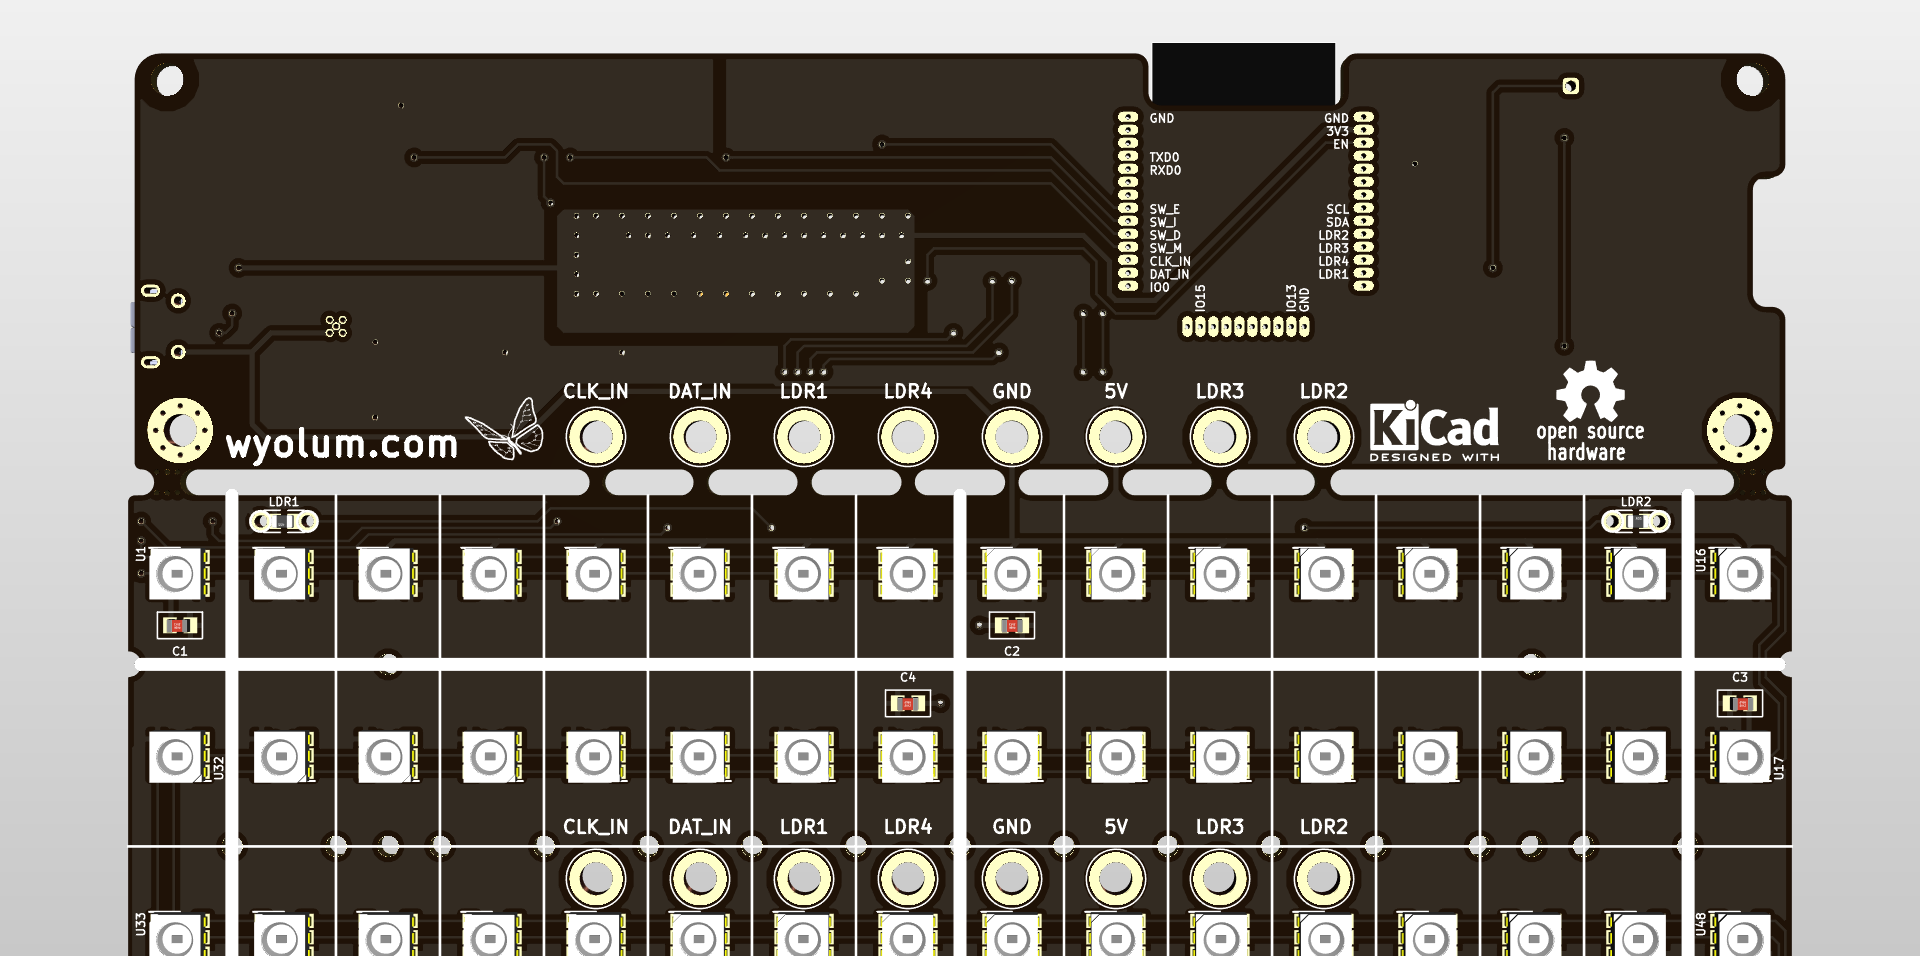 GND
TXD0
RXD0
SW_E
SW_I
SW_D
SW_M
CLK_IN
DAT_IN
IO0
GND
3V3
EN
SCL
SDA
LDR2
LDR3
LDR4
LDR1
IO15
IO13
GND
CLK_IN DAT_IN LDR1 LDR4 GND 5V LDR3 LDR2
wyolum.com
KiCad
DESIGNED WITH
open source
hardware
LDR1
LDR2
U1
U16
C1
C2
C4
C3
U32
U17
CLK_IN DAT_IN LDR1 LDR4 GND 5V LDR3 LDR2
U33
U48